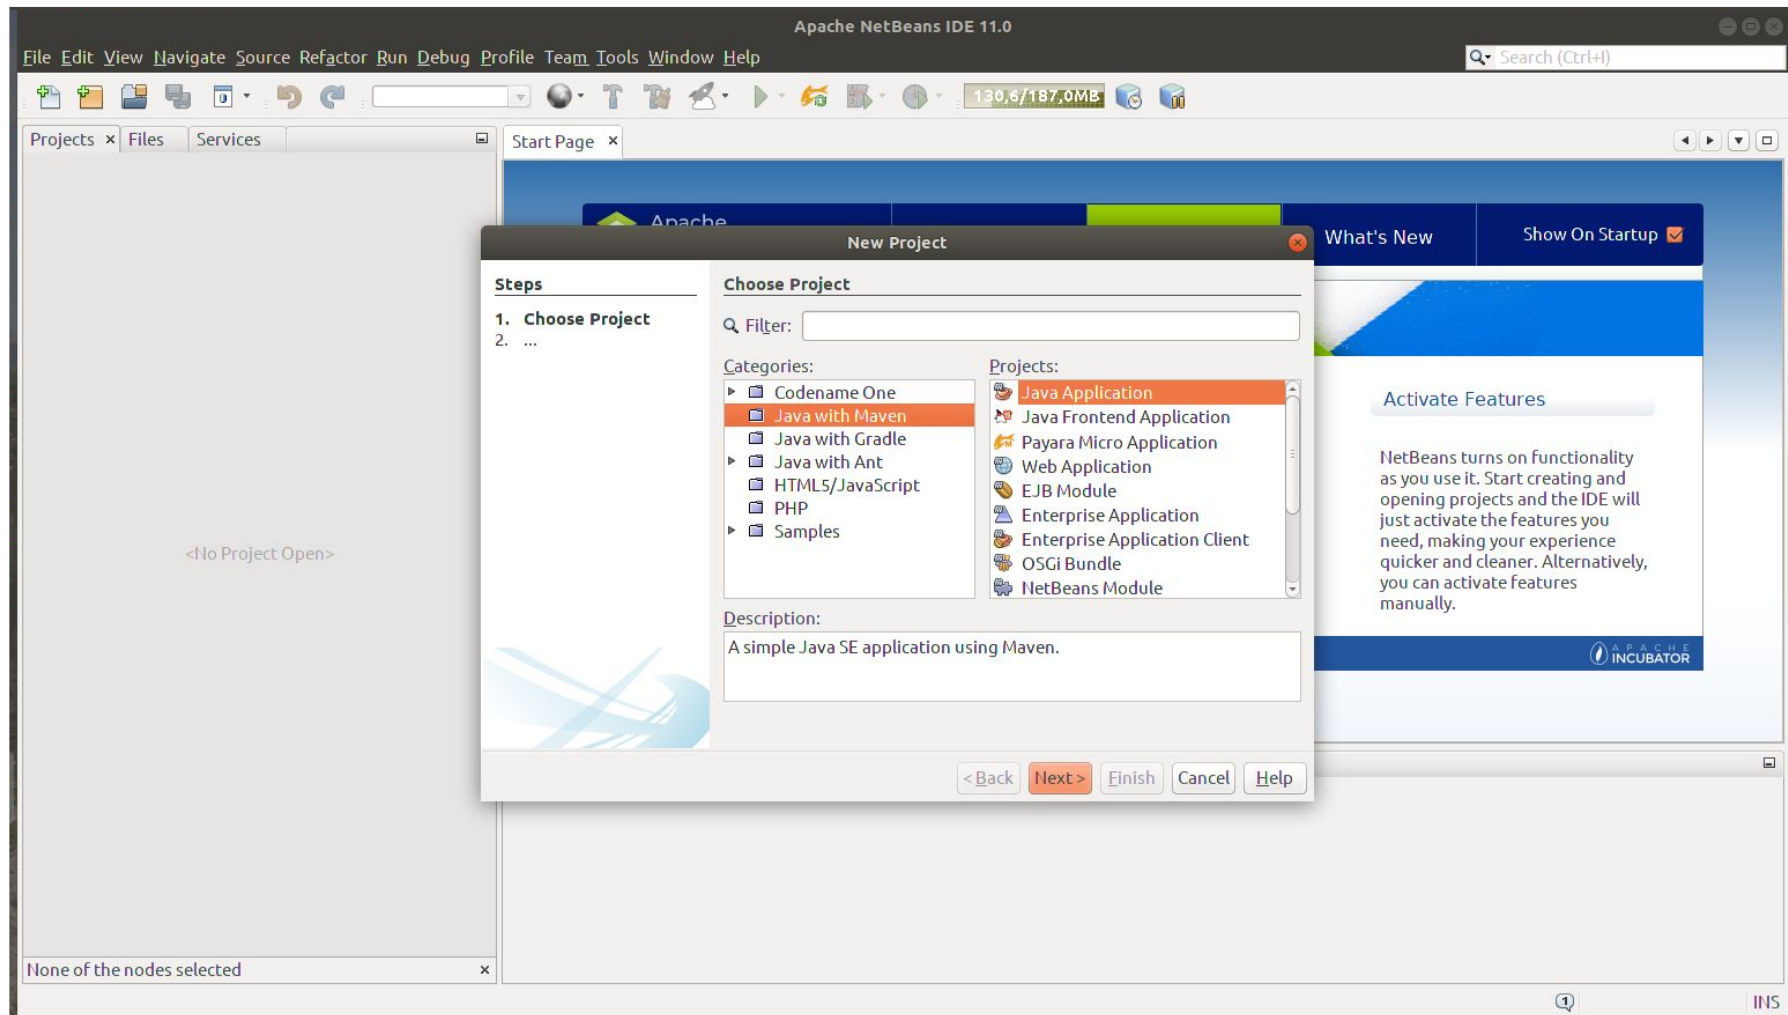 Apache NetBeans IDE 11.0
File Edit View Navigate Source Refactor Run Debug Profile Team Tools Window Help
Search (Ctrl+I)
130,6/187,0MB
Projects Files Services
Start Page
Apache
What's New
Show On Startup
New Project
Steps
1. Choose Project
2. ...
Choose Project
Filter:
Categories:
Codename One
Java with Maven
Java with Gradle
Java with Ant
HTML5/JavaScript
PHP
Samples
Projects:
Java Application
Java Frontend Application
Payara Micro Application
Web Application
EJB Module
Enterprise Application
Enterprise Application Client
OSGi Bundle
NetBeans Module
Description:
A simple Java SE application using Maven.
< Back Next > Finish Cancel Help
Activate Features
NetBeans turns on functionality
as you use it. Start creating and
opening projects and the IDE will
just activate the features you
need, making your experience
quicker and cleaner. Alternatively,
you can activate features
manually.
APACHE
INCUBATOR
<No Project Open>
None of the nodes selected
1
INS